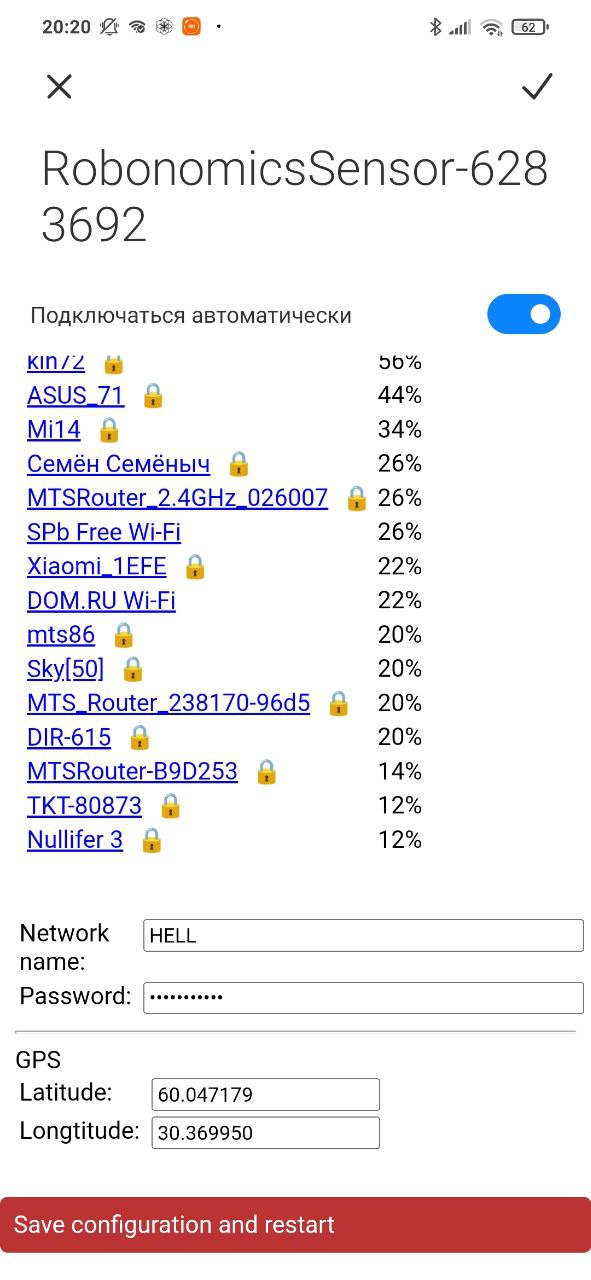 20:20
62
RobonomicsSensor-628
3692
Подключаться автоматически
kin72 56%
ASUS_71 44%
Mi14 34%
Семён Семёныч 26%
MTSRouter_2.4GHz_026007 26%
SPb Free Wi-Fi 26%
Xiaomi_1EFE 22%
DOM.RU Wi-Fi 22%
mts86 20%
Sky[50] 20%
MTS_Router_238170-96d5 20%
DIR-615 20%
MTSRouter-B9D253 14%
TKT-80873 12%
Nullifer 3 12%
Network
name: HELL
Password: •••••••••••
GPS
Latitude: 60.047179
Longtitude: 30.369950
Save configuration and restart